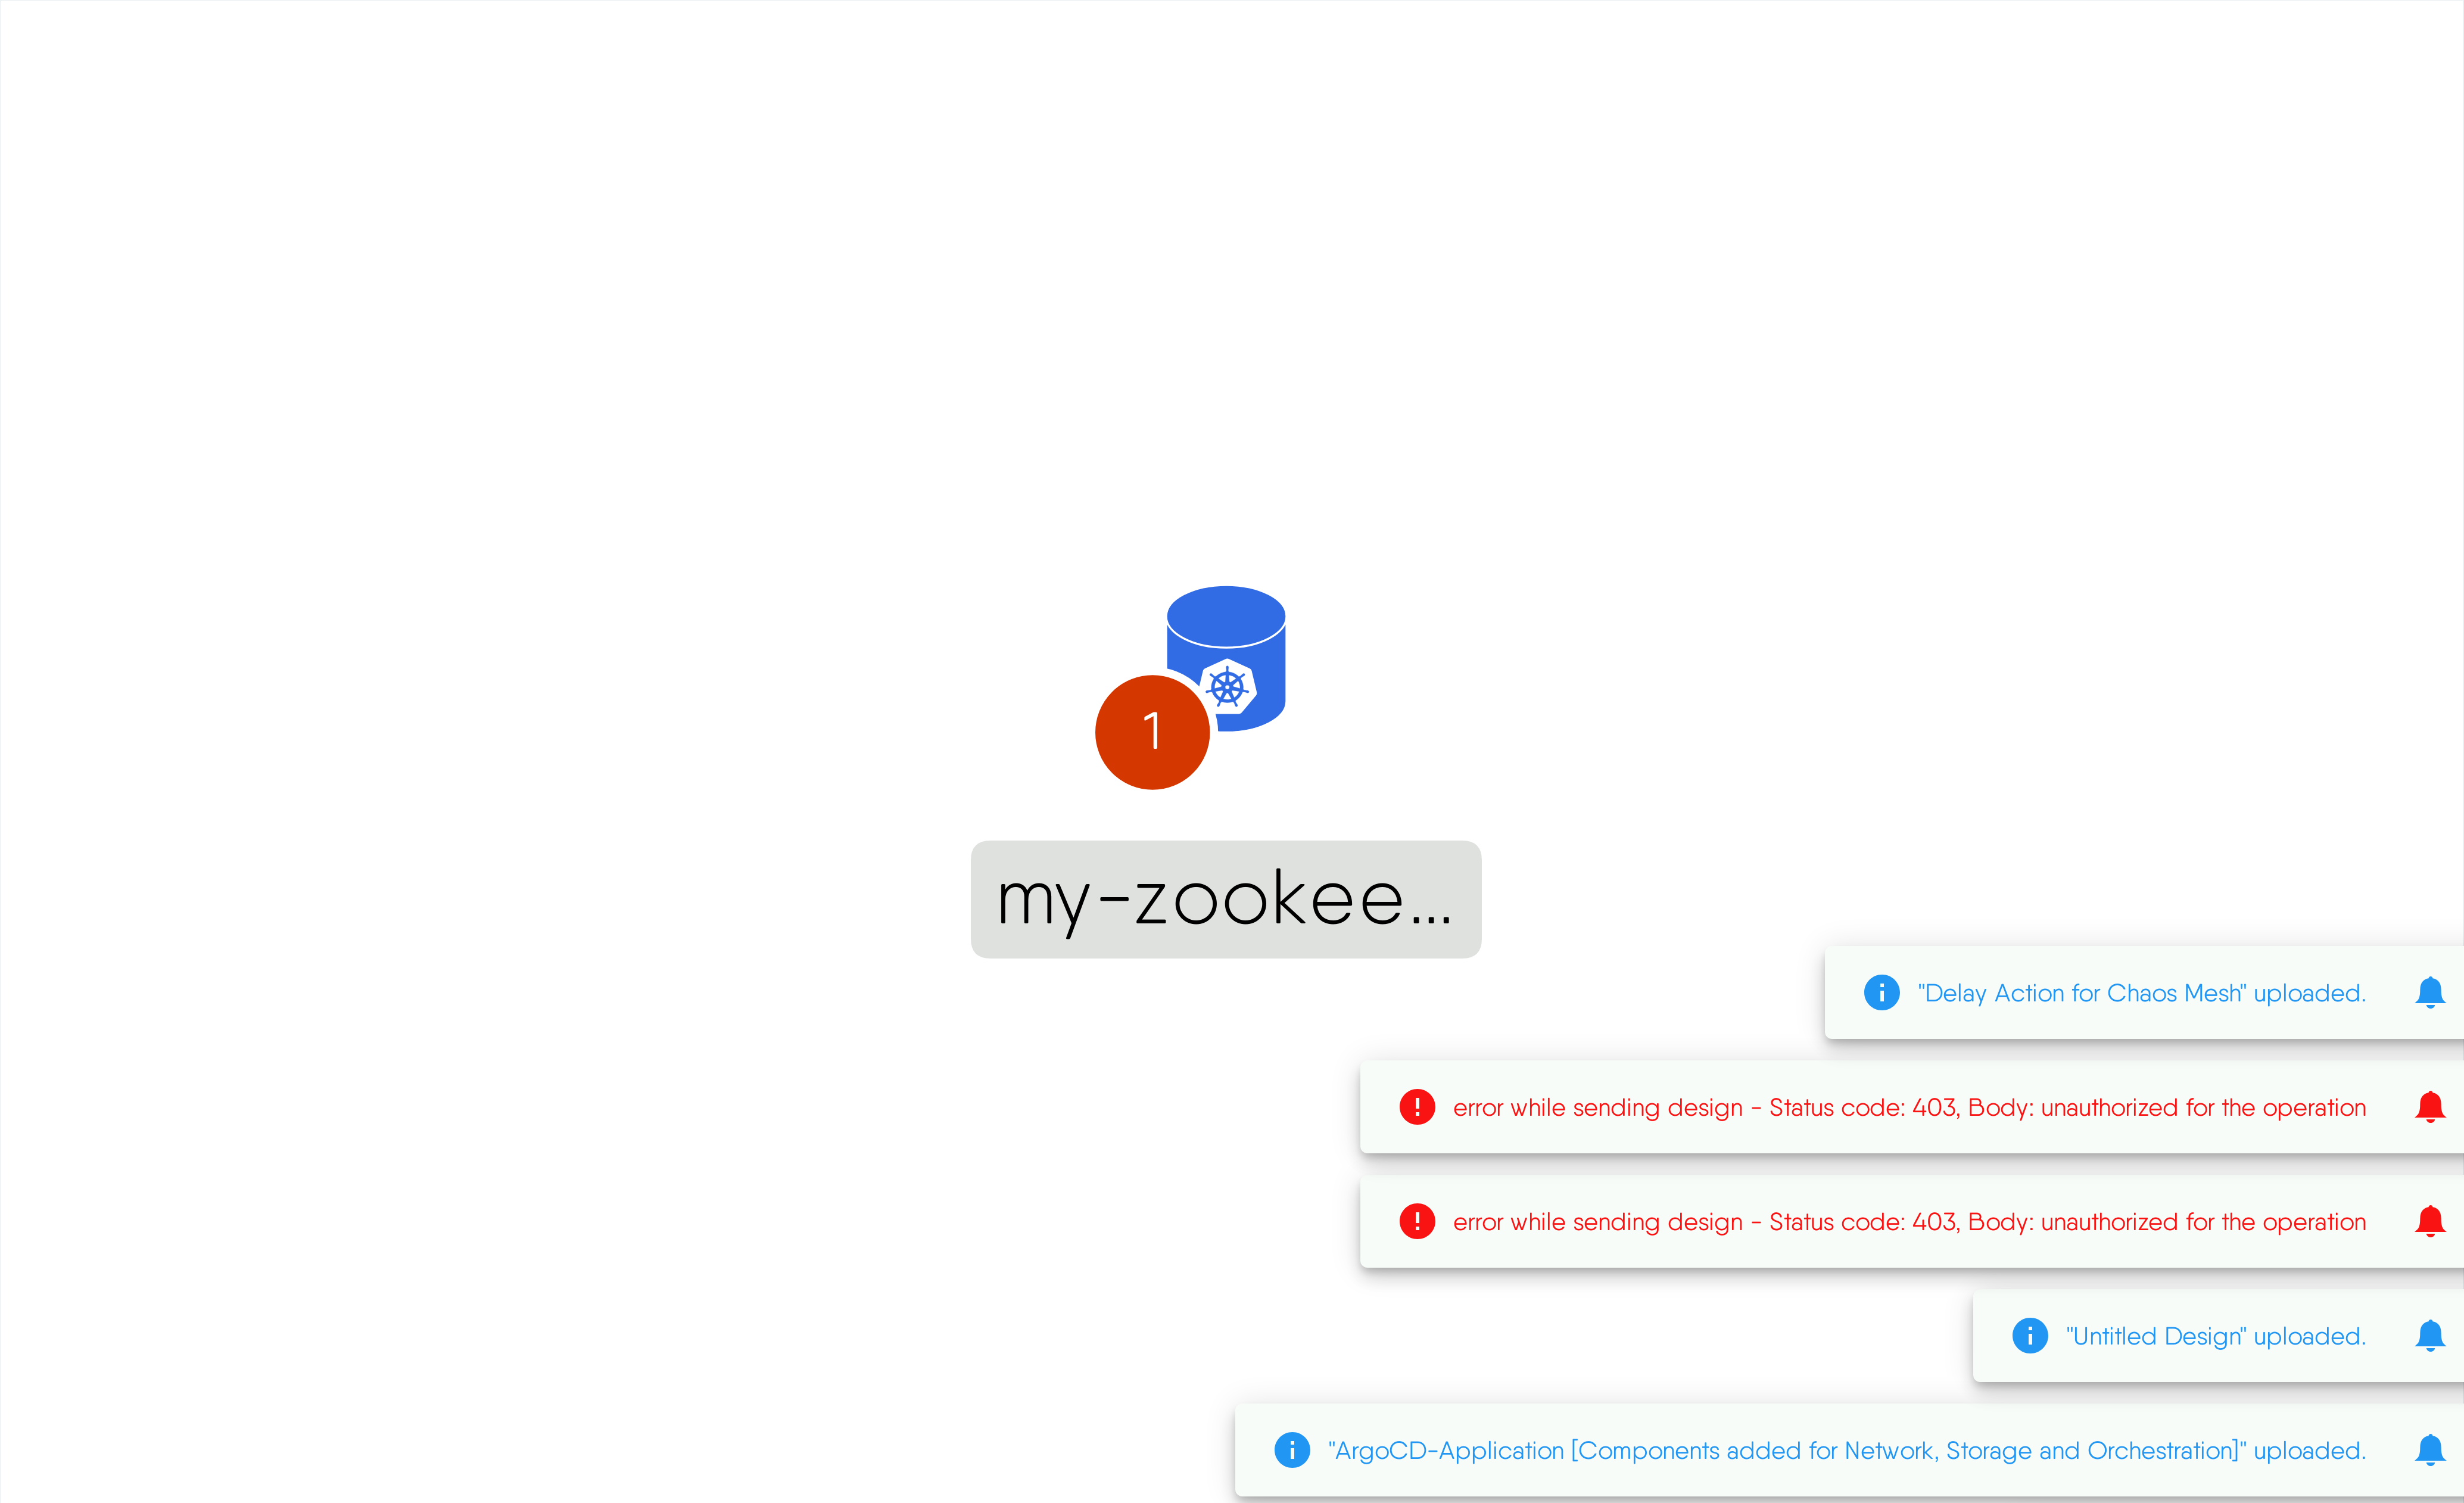 1
my-zookee...
"Delay Action for Chaos Mesh" uploaded.
error while sending design - Status code: 403, Body: unauthorized for the operation
error while sending design - Status code: 403, Body: unauthorized for the operation
"Untitled Design" uploaded.
"ArgoCD-Application [Components added for Network, Storage and Orchestration]" uploaded.